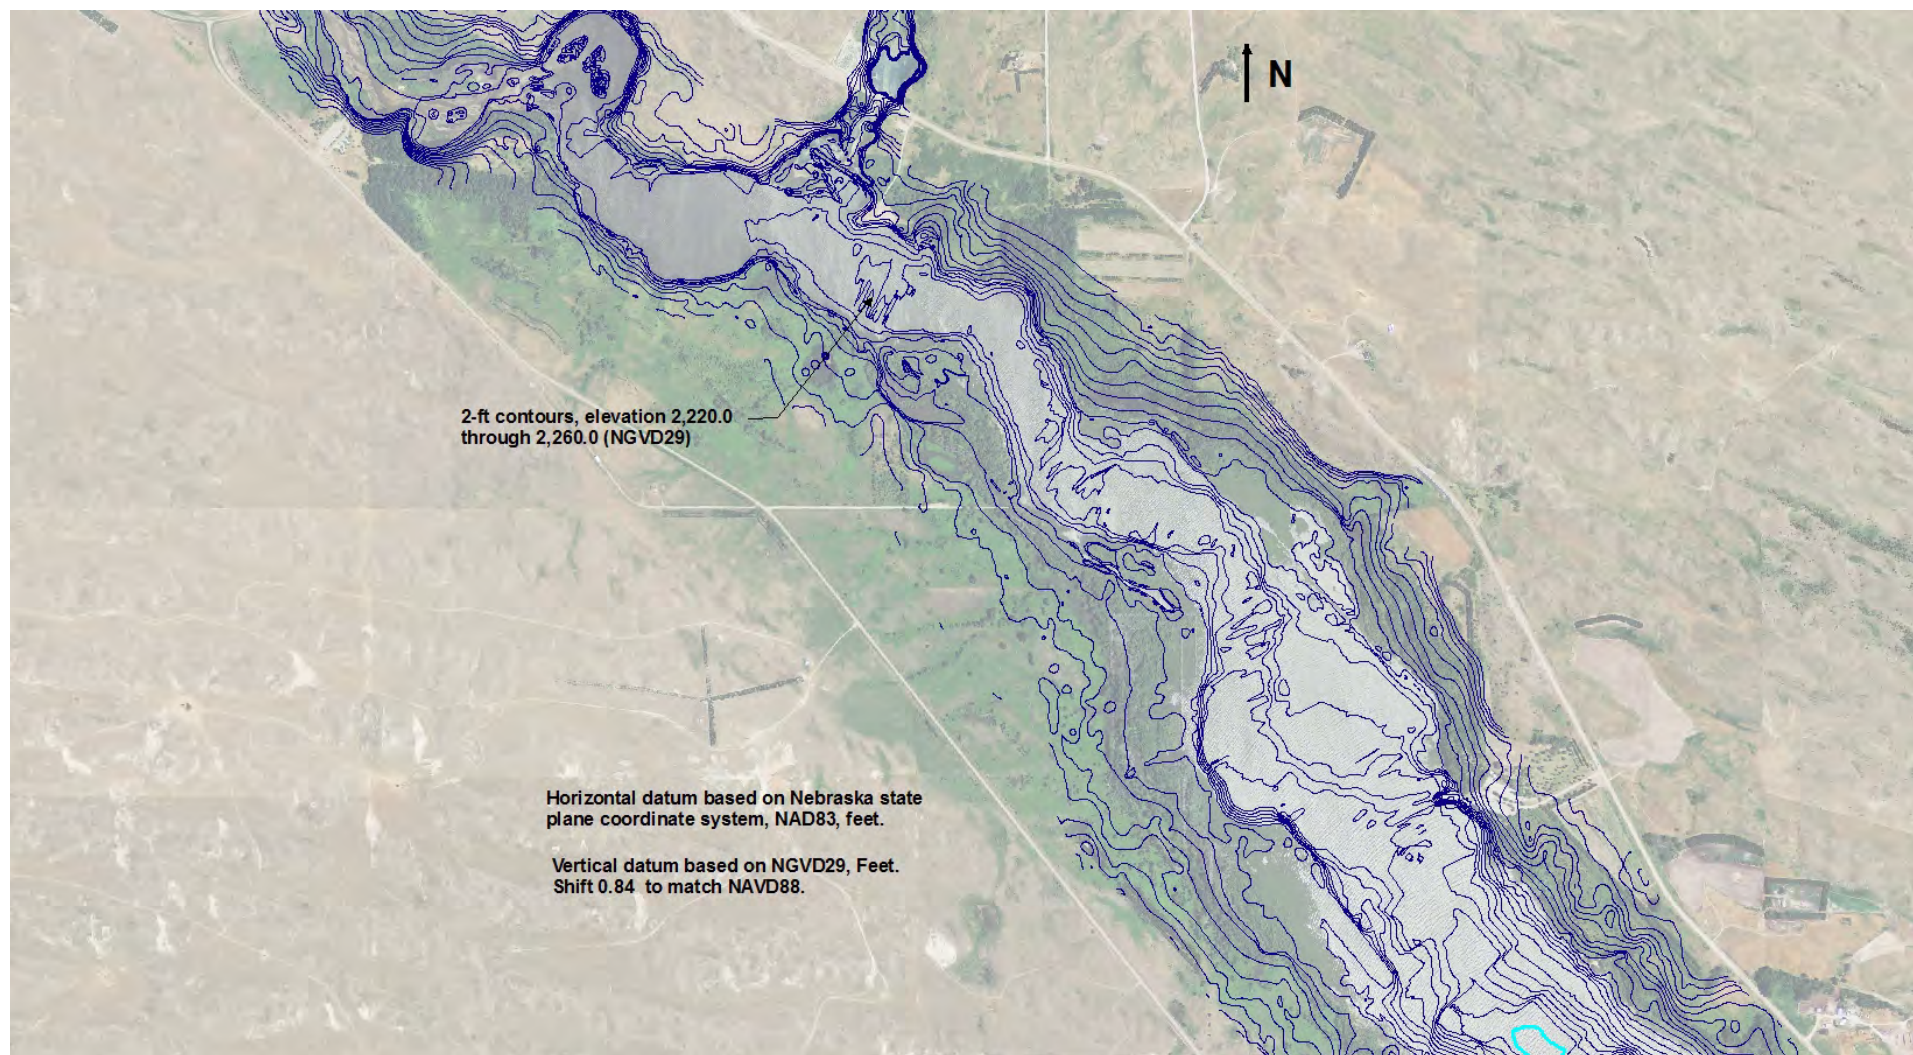 N
2-ft contours, elevation 2,220.0
through 2,260.0 (NGVD29)
Horizontal datum based on Nebraska state
plane coordinate system, NAD83, feet.
Vertical datum based on NGVD29, Feet.
Shift 0.84 to match NAVD88.